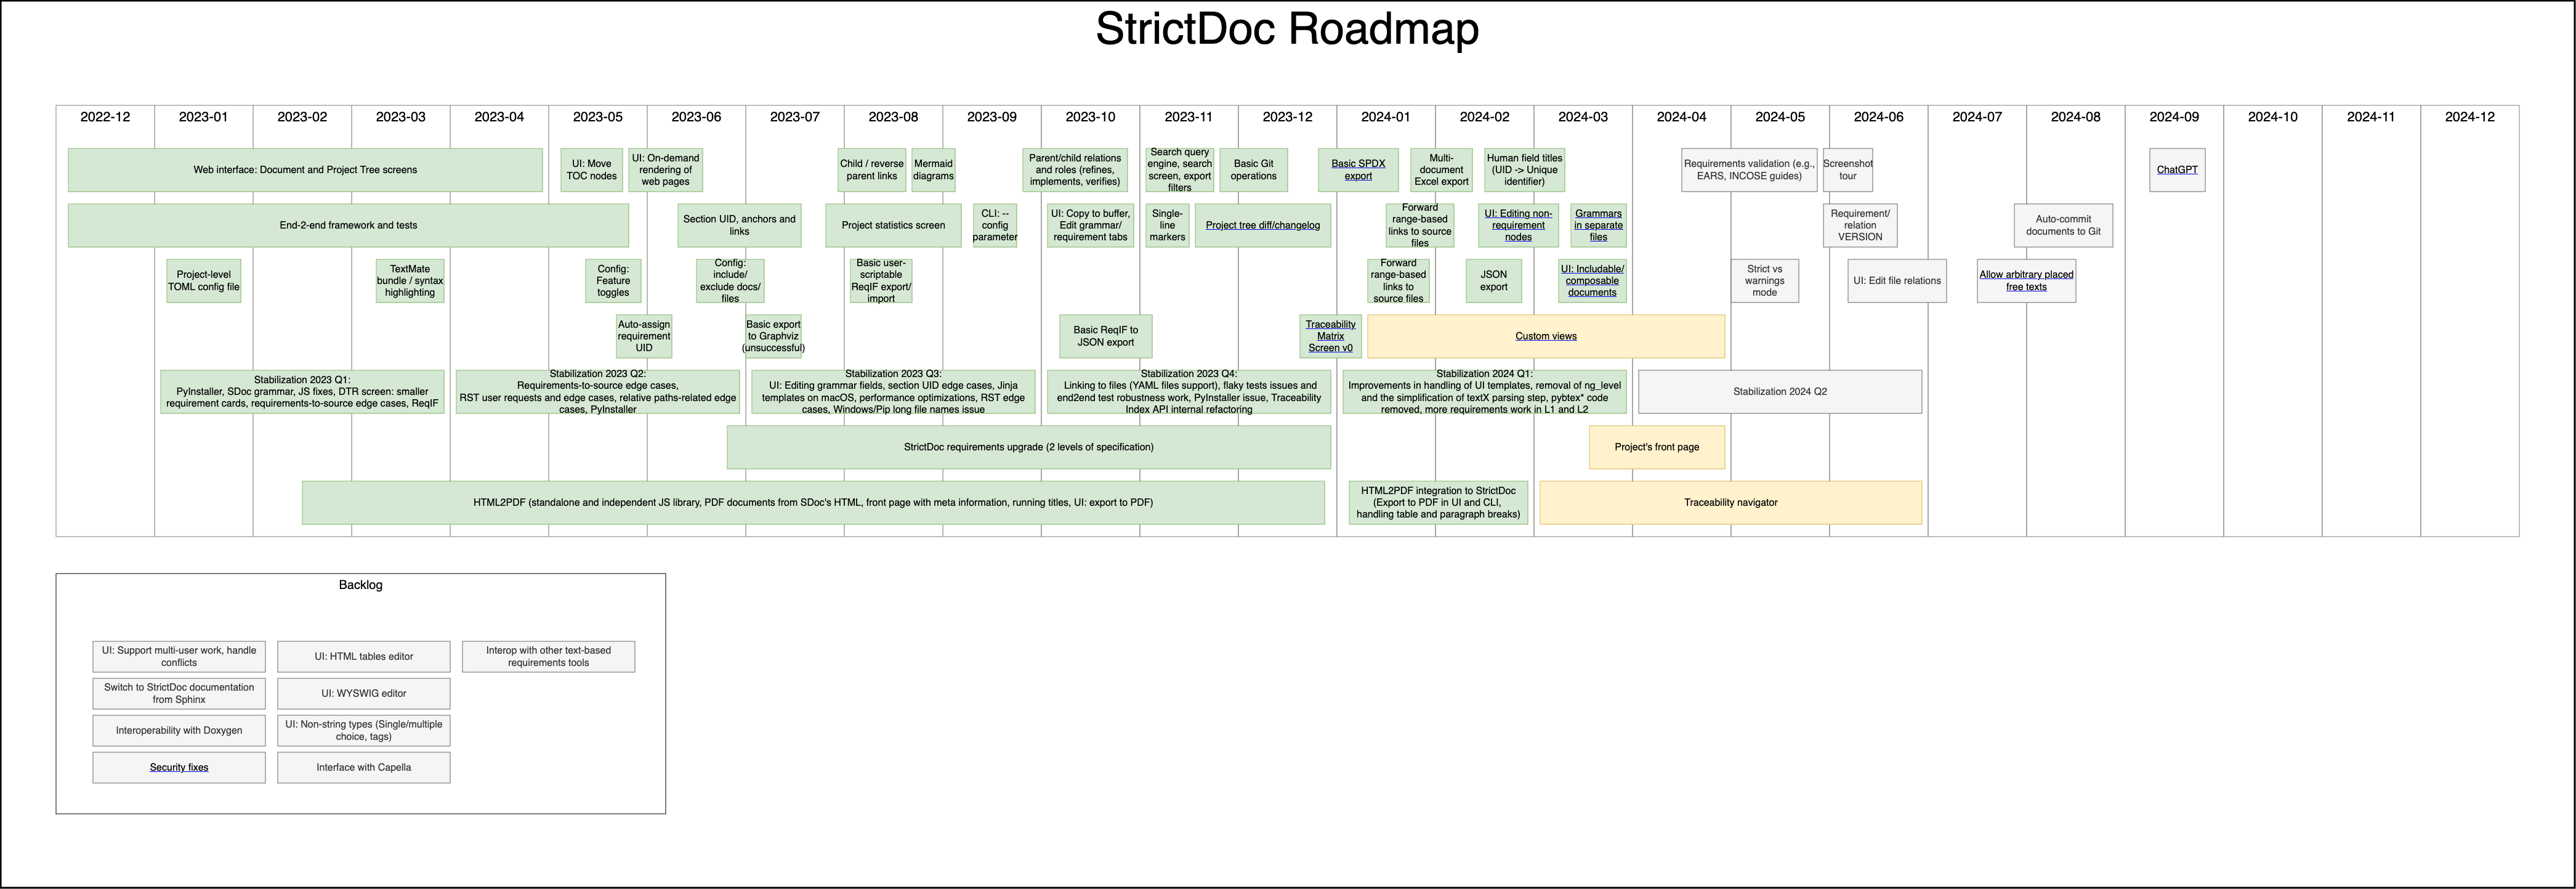 StrictDoc Roadmap
2022-12
2023-01
2023-02
2023-03
2023-04
2023-05
2023-06
2023-07
2023-08
2023-09
2023-10
2023-11
2023-12
2024-01
2024-02
2024-03
2024-04
2024-05
2024-06
2024-07
2024-08
2024-09
2024-10
2024-11
2024-12
Web interface: Document and Project Tree screens
UI: Move
TOC nodes
UI: On-demand
rendering of
web pages
Child / reverse
parent links
Mermaid
diagrams
Parent/child relations
and roles (refines,
implements, verifies)
Search query
engine, search
screen, export
filters
Basic Git
operations
Basic SPDX
export
Multi-
document
Excel export
Human field titles
(UID -> Unique
identifier)
Requirements validation (e.g.,
EARS, INCOSE guides)
Screenshot
tour
ChatGPT
End-2-end framework and tests
Section UID, anchors and
links
Project statistics screen
CLI: --
config
parameter
UI: Copy to buffer,
Edit grammar/
requirement tabs
Single-
line
markers
Project tree diff/changelog
Forward
range-based
links to source
files
UI: Editing non-
requirement
nodes
Grammars
in separate
files
Requirement/
relation
VERSION
Auto-commit
documents to Git
Project-level
TOML config file
TextMate
bundle / syntax
highlighting
Config:
Feature
toggles
Config:
include/
exclude docs/
files
Basic user-
scriptable
ReqIF export/
import
Forward
range-based
links to
source files
JSON
export
UI: Includable/
composable
documents
Strict vs
warnings
mode
UI: Edit file relations
Allow arbitrary placed
free texts
Auto-assign
requirement
UID
Basic export
to Graphviz
(unsuccessful)
Basic ReqIF to
JSON export
Traceability
Matrix
Screen v0
Custom views
Stabilization 2023 Q1:
PyInstaller, SDoc grammar, JS fixes, DTR screen: smaller
requirement cards, requirements-to-source edge cases, ReqIF
Stabilization 2023 Q2:
Requirements-to-source edge cases,
RST user requests and edge cases, relative paths-related edge
cases, PyInstaller
Stabilization 2023 Q3:
UI: Editing grammar fields, section UID edge cases, Jinja
templates on macOS, performance optimizations, RST edge
cases, Windows/Pip long file names issue
Stabilization 2023 Q4:
Linking to files (YAML files support), flaky tests issues and
end2end test robustness work, PyInstaller issue, Traceability
Index API internal refactoring
Stabilization 2024 Q1:
Improvements in handling of UI templates, removal of ng_level
and the simplification of textX parsing step, pybtex* code
removed, more requirements work in L1 and L2
Stabilization 2024 Q2
StrictDoc requirements upgrade (2 levels of specification)
Project's front page
HTML2PDF (standalone and independent JS library, PDF documents from SDoc's HTML, front page with meta information, running titles, UI: export to PDF)
HTML2PDF integration to StrictDoc
(Export to PDF in UI and CLI,
handling table and paragraph breaks)
Traceability navigator
Backlog
UI: Support multi-user work, handle
conflicts
UI: HTML tables editor
Interop with other text-based
requirements tools
Switch to StrictDoc documentation
from Sphinx
UI: WYSWIG editor
Interoperability with Doxygen
UI: Non-string types (Single/multiple
choice, tags)
Security fixes
Interface with Capella